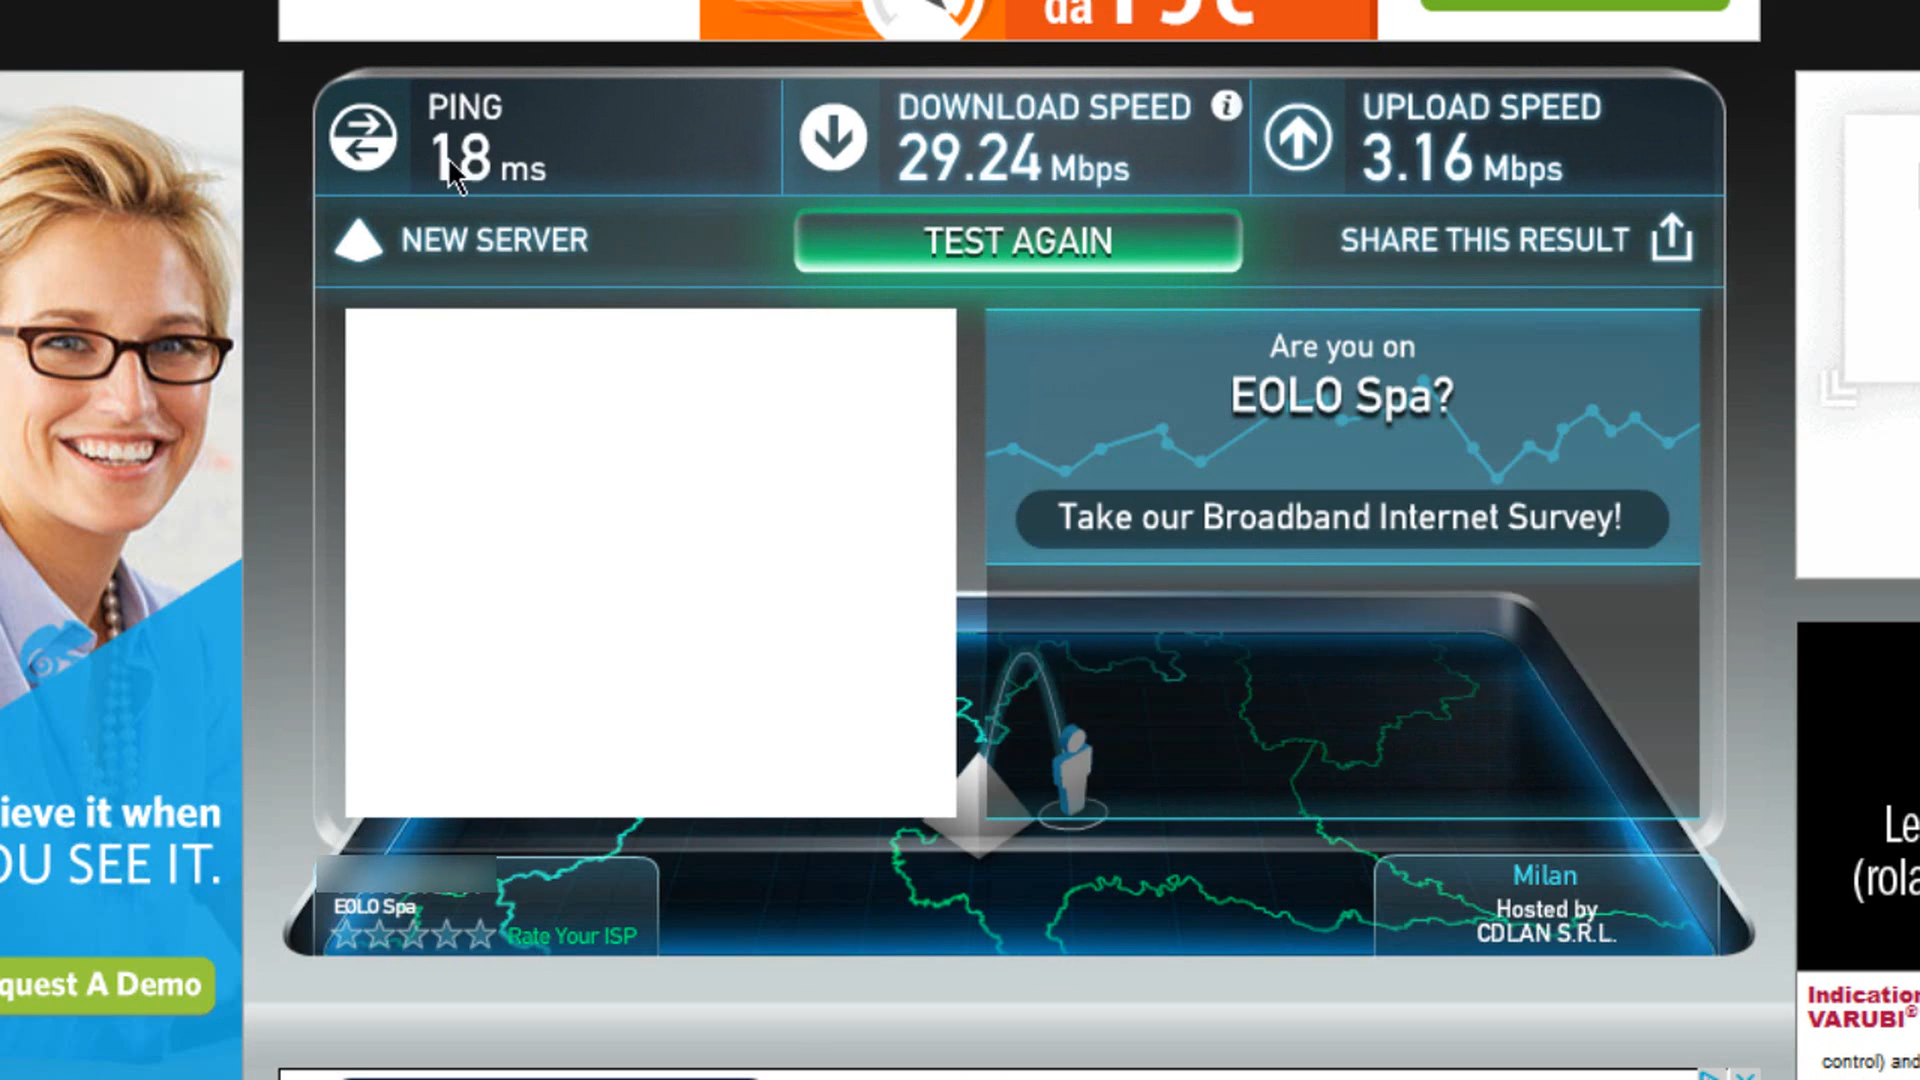 da
PING
18 ms
DOWNLOAD SPEED
29.24 Mbps
UPLOAD SPEED
3.16 Mbps
NEW SERVER
TEST AGAIN
SHARE THIS RESULT
Are you on
EOLO Spa?
Take our Broadband Internet Survey!
EOLO Spa
Rate Your ISP
Milan
Hosted by
CDLAN S.R.L.
ieve it when
OU SEE IT.
quest A Demo
Le
(rola
Indication
VARUBI®
control) and